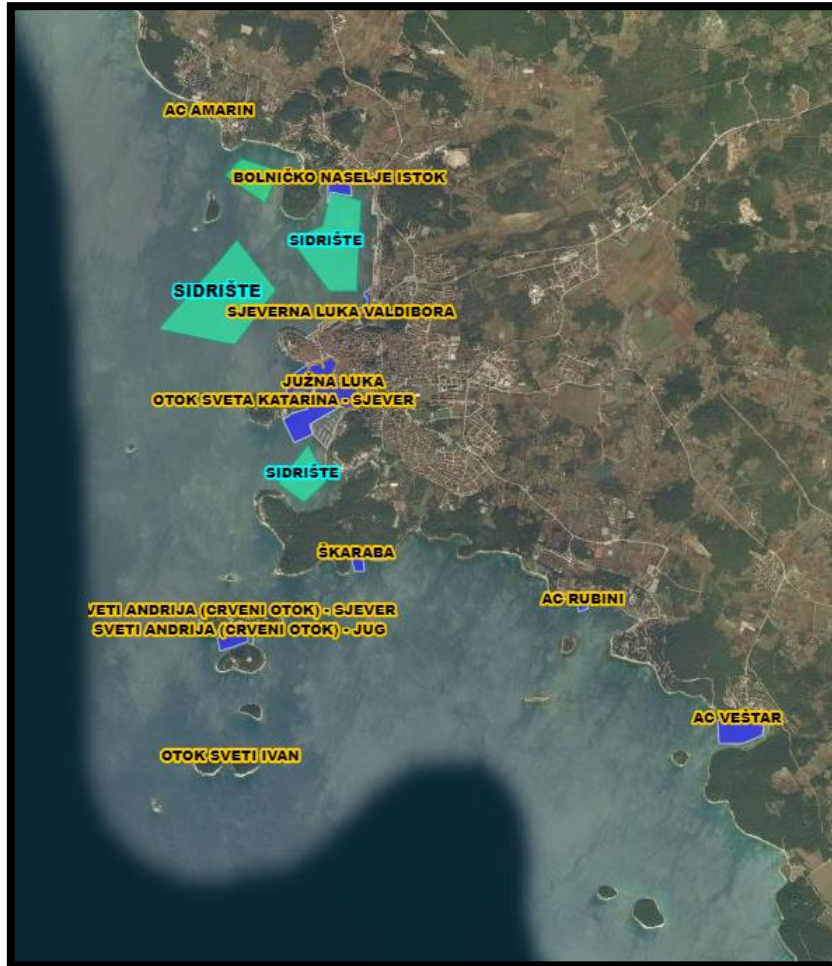 AC AMARIN
BOLNIČKO NASELJE ISTOK
SIDRIŠTE
SIDRIŠTE
SJEVERNA LUKA VALDIBORA
JUŽNA LUKA
OTOK SVETA KATARINA - SJEVER
SIDRIŠTE
ŠKARABA
AC RUBINI
VETI ANDRIJA (CRVENI OTOK) - SJEVER
SVETI ANDRIJA (CRVENI OTOK) - JUG
AC VEŠTAR
OTOK SVETI IVAN